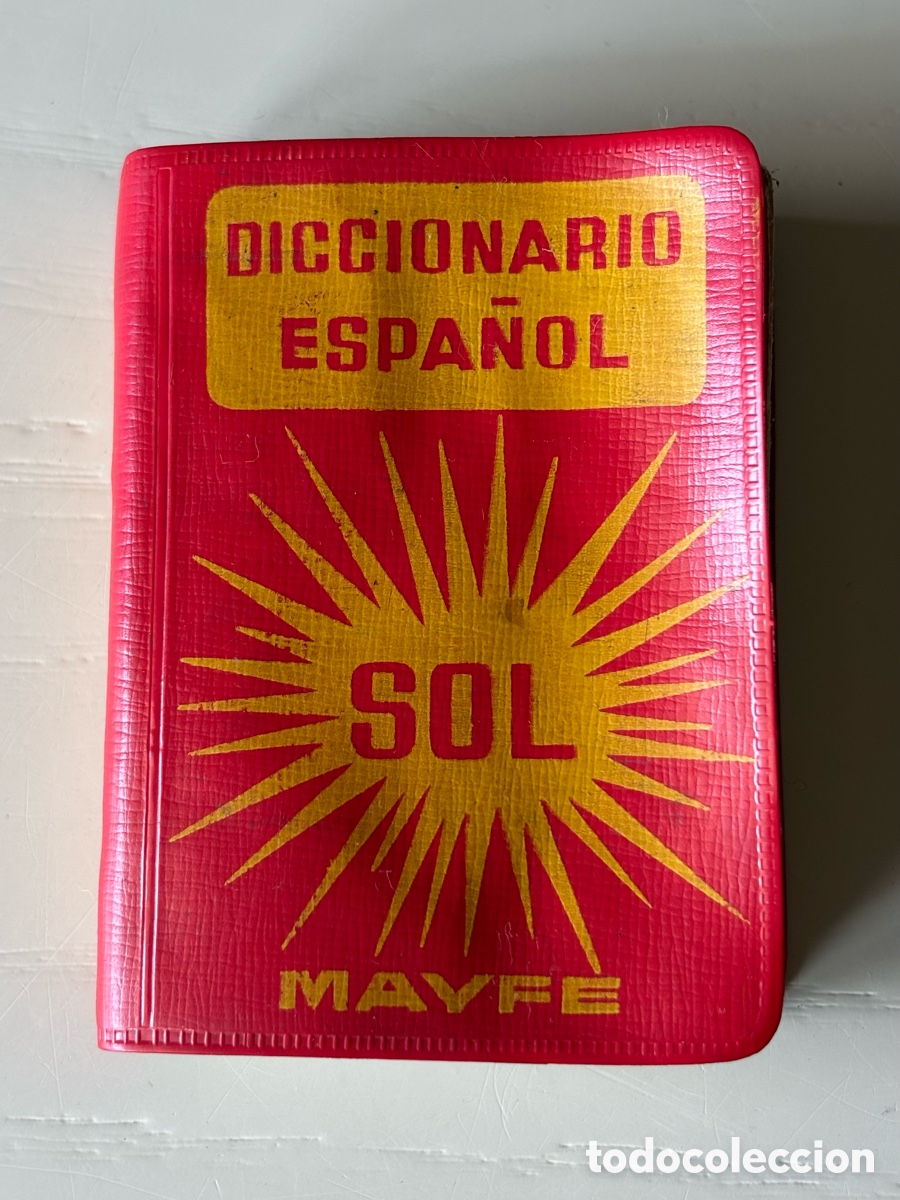 DICCIONARIO
ESPAÑOL
SOL
MAYFE
todocoleccion